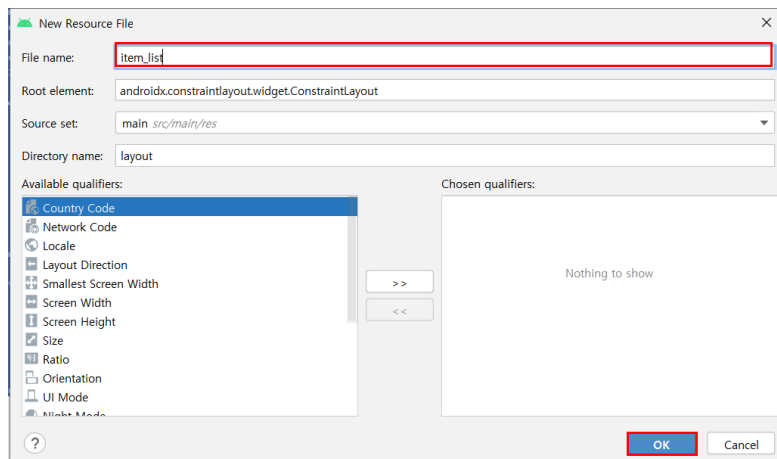 New Resource File
File name: item_list
Root element: androidx.constraintlayout.widget.ConstraintLayout
Source set: main src/main/res
Directory name: layout
Available qualifiers:
Chosen qualifiers:
Country Code
Network Code
Locale
Layout Direction
Smallest Screen Width
Screen Width
Screen Height
Size
Ratio
Orientation
UI Mode
Night Mode
>>
<<
Nothing to show
?
OK
Cancel